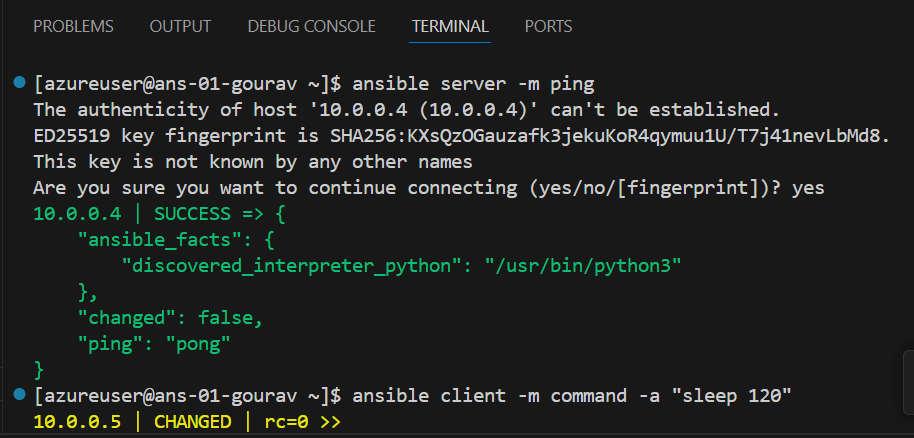 PROBLEMS OUTPUT DEBUG CONSOLE TERMINAL PORTS
[azureuser@ans-01-gourav ~]$ ansible server -m ping
The authenticity of host '10.0.0.4 (10.0.0.4)' can't be established.
ED25519 key fingerprint is SHA256:KXsQzOGauzafk3jekuKoR4qymuu1U/T7j41nevLbMd8.
This key is not known by any other names
Are you sure you want to continue connecting (yes/no/[fingerprint])? yes
10.0.0.4 | SUCCESS => {
    "ansible_facts": {
        "discovered_interpreter_python": "/usr/bin/python3"
    },
    "changed": false,
    "ping": "pong"
}
[azureuser@ans-01-gourav ~]$ ansible client -m command -a "sleep 120"
10.0.0.5 | CHANGED | rc=0 >>